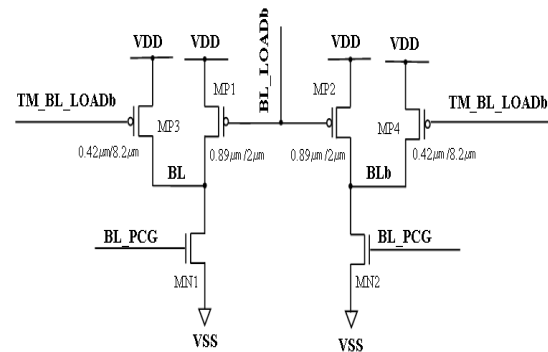 VDD VDD VDD VDD
BL_LOADb
MP1 MP2
TM_BL_LOADb TM_BL_LOADb
MP3 MP4
0.42μm/8.2μm 0.89μm/2μm 0.89μm/2μm 0.42μm/8.2μm
BL BLb
BL_PCG BL_PCG
MN1 MN2
VSS VSS